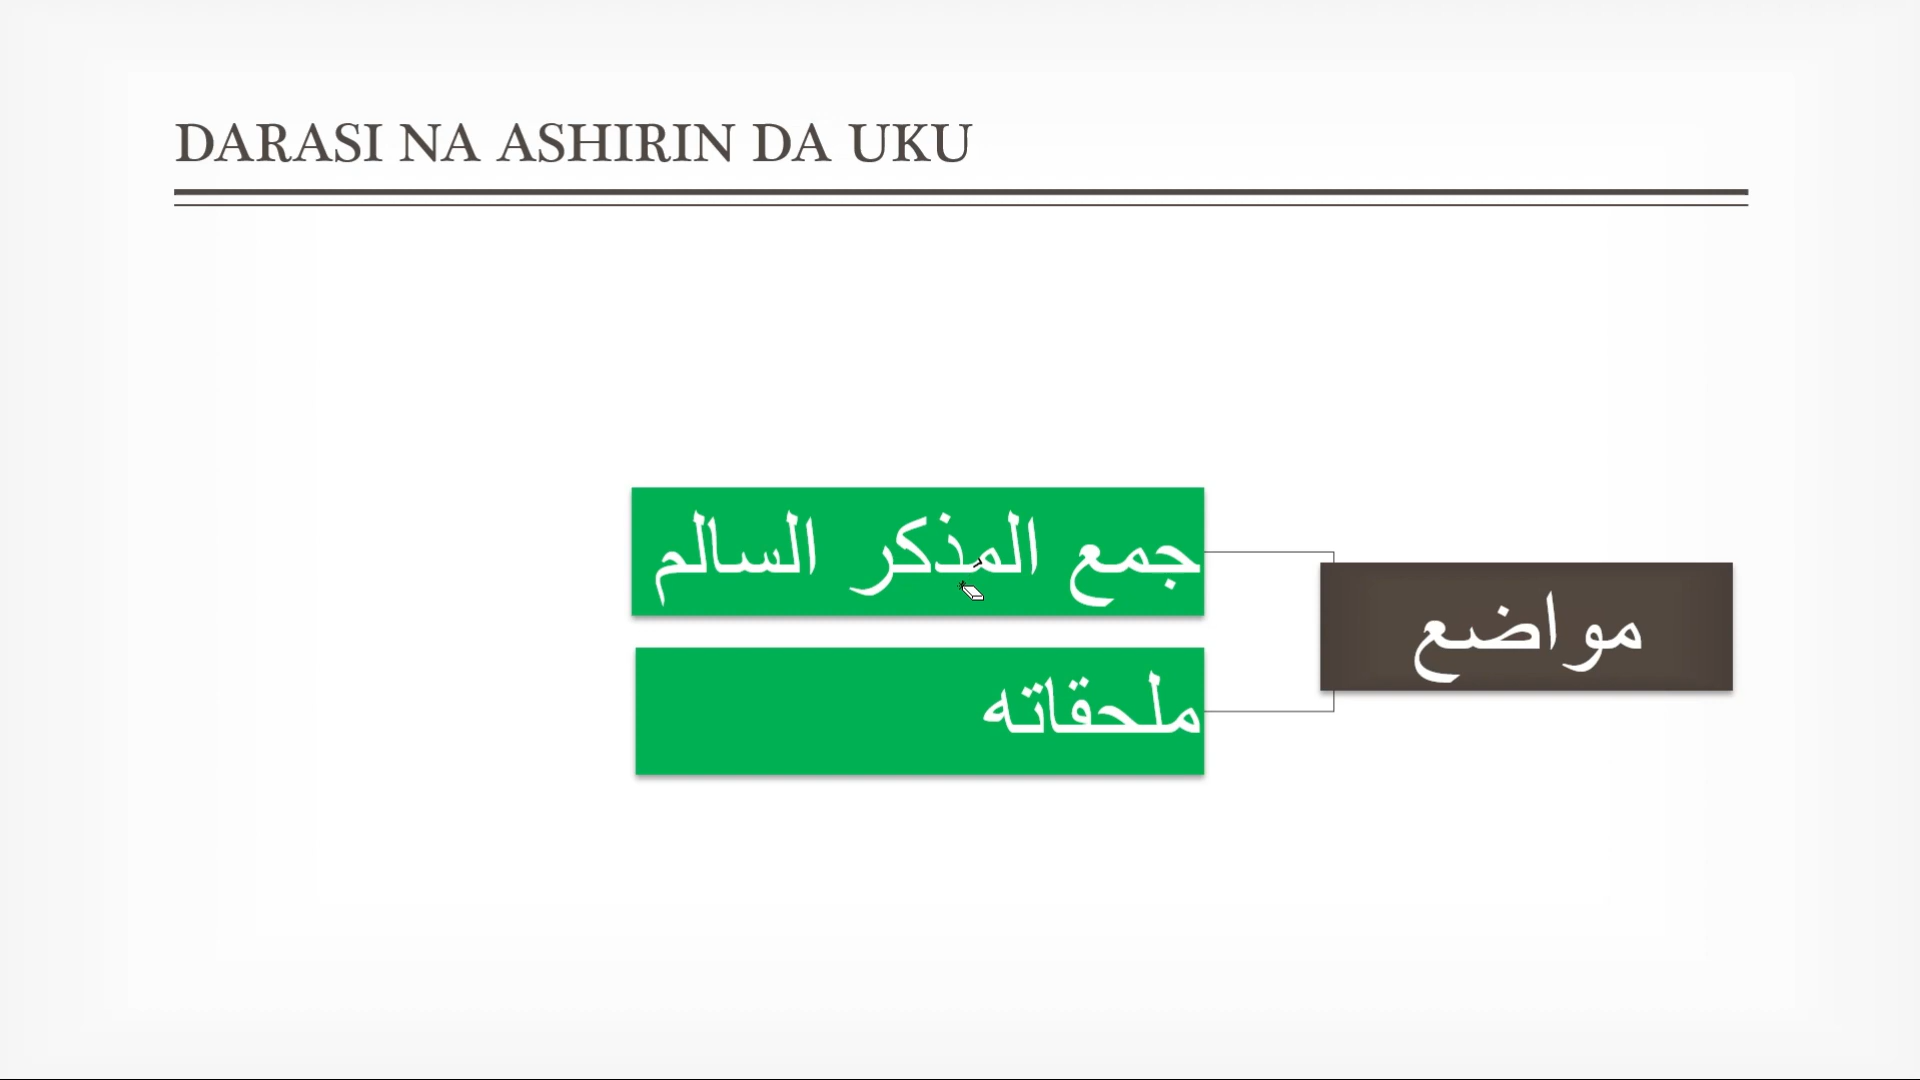 DARASI NA ASHIRIN DA UKU
مواضع
جمع المذكر السالم
ملحقاته